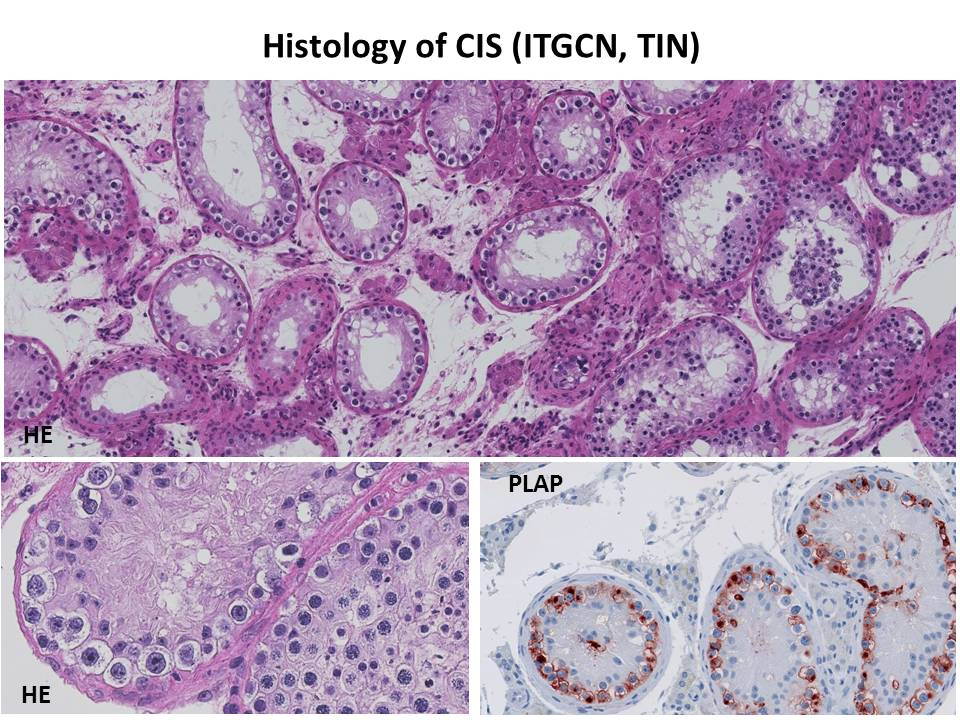 Histology of CIS (ITGCN, TIN)
HE
HE
PLAP